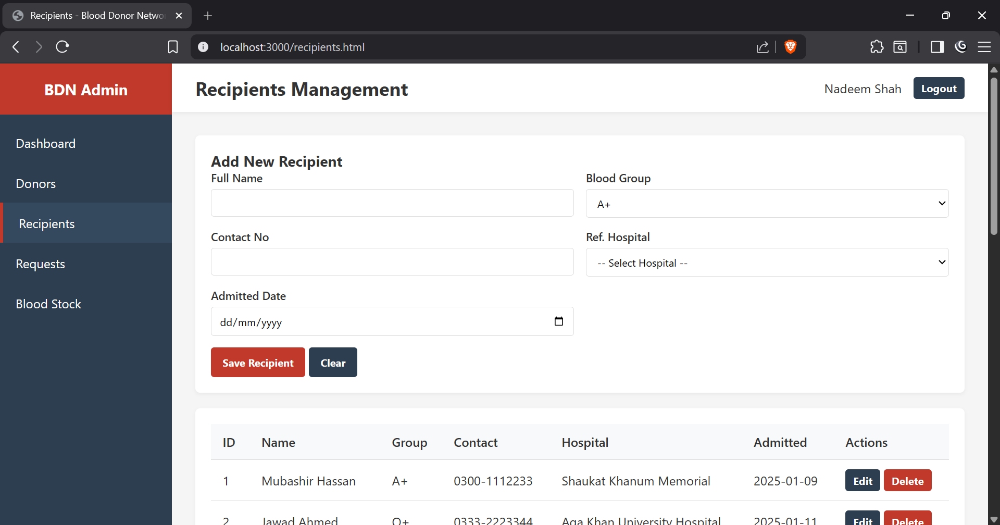 Recipients - Blood Donor Netwo
localhost:3000/recipients.html
BDN Admin
Recipients Management
Nadeem Shah
Logout
Dashboard
Donors
Recipients
Requests
Blood Stock
Add New Recipient
Full Name
Blood Group
A+
Contact No
Ref. Hospital
-- Select Hospital --
Admitted Date
dd/mm/yyyy
Save Recipient
Clear
ID Name Group Contact Hospital Admitted Actions
1 Mubashir Hassan A+ 0300-1112233 Shaukat Khanum Memorial 2025-01-09 Edit Delete
2 Jawad Ahmed O+ 0333-2223344 Aga Khan University Hospital 2025-01-11 Edit Delete